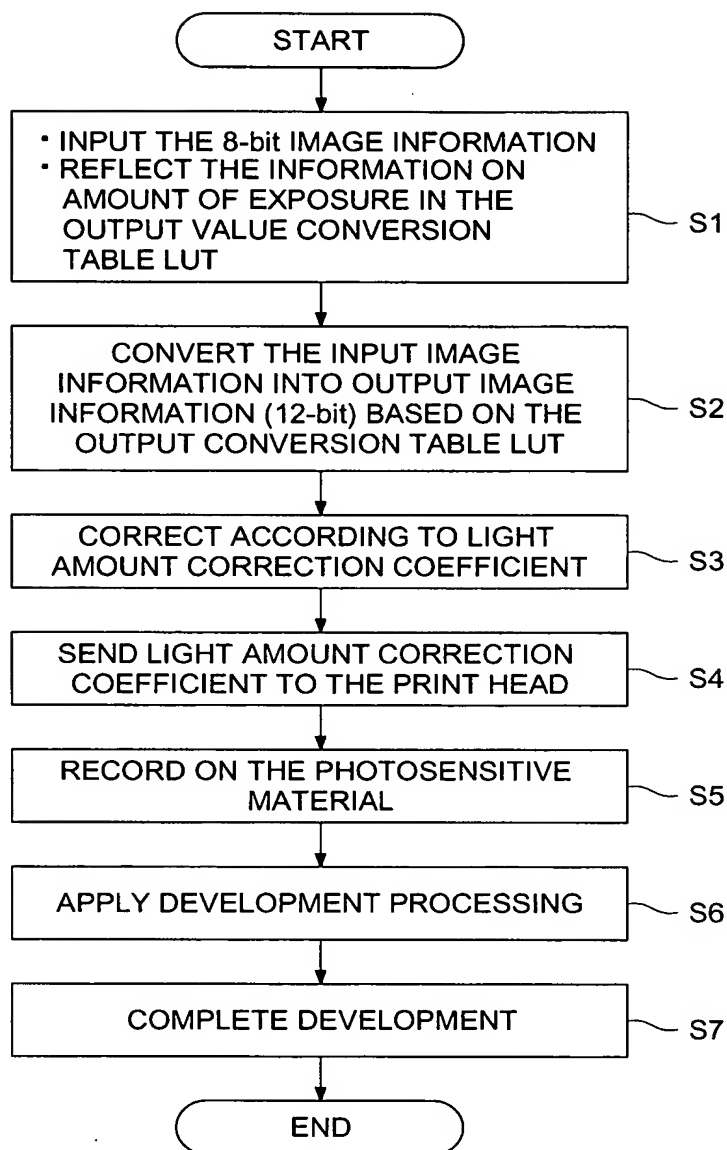 START
· INPUT THE 8-bit IMAGE INFORMATION
· REFLECT THE INFORMATION ON
AMOUNT OF EXPOSURE IN THE
OUTPUT VALUE CONVERSION
TABLE LUT
S1
CONVERT THE INPUT IMAGE
INFORMATION INTO OUTPUT IMAGE
INFORMATION (12-bit) BASED ON THE
OUTPUT CONVERSION TABLE LUT
S2
CORRECT ACCORDING TO LIGHT
AMOUNT CORRECTION COEFFICIENT
S3
SEND LIGHT AMOUNT CORRECTION
COEFFICIENT TO THE PRINT HEAD
S4
RECORD ON THE PHOTOSENSITIVE
MATERIAL
S5
APPLY DEVELOPMENT PROCESSING
S6
COMPLETE DEVELOPMENT
S7
END